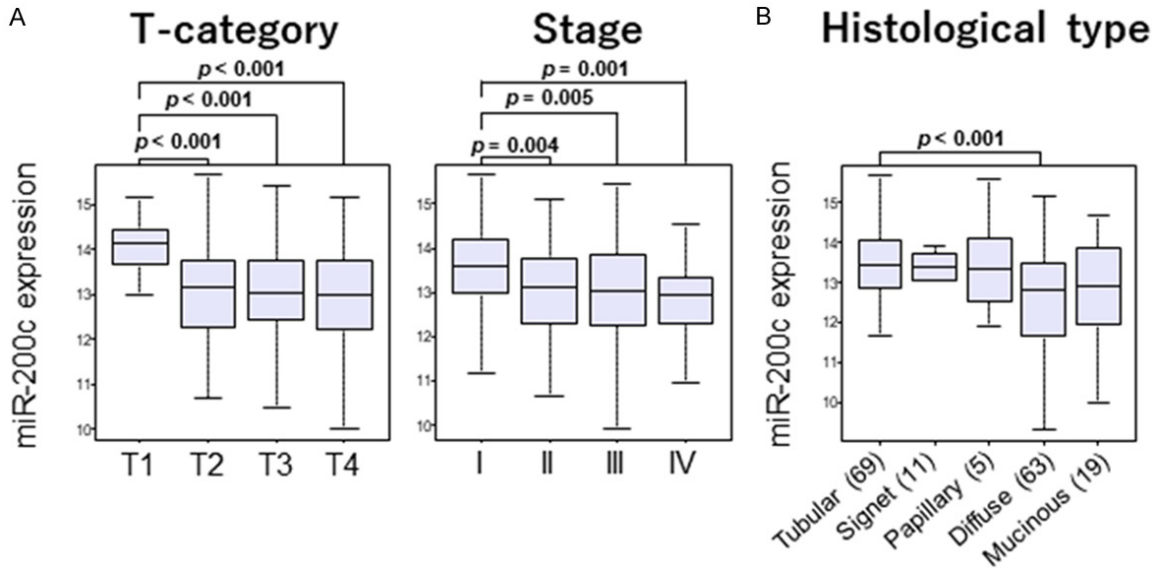 A
T-category
Stage
B
Histological type
p < 0.001
p < 0.001
p < 0.001
p = 0.001
p = 0.005
p = 0.004
p < 0.001
miR-200c expression
15
14
13
12
11
10
T1 T2 T3 T4
15
14
13
12
11
10
I II III IV
miR-200c expression
15
14
13
12
11
10
Tubular (69)
Signet (11)
Papillary (5)
Diffuse (63)
Mucinous (19)